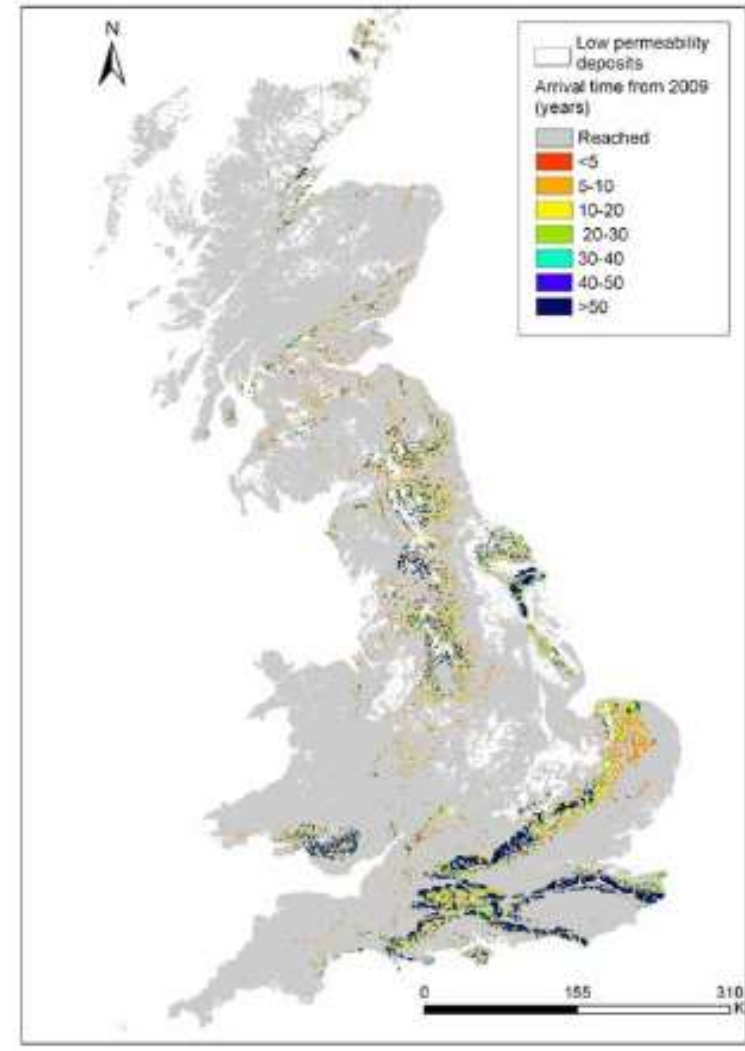 N
Low permeability
deposits
Arrival time from 2009
(years)
Reached
<5
5-10
10-20
20-30
30-40
40-50
>50
0 155 310
K